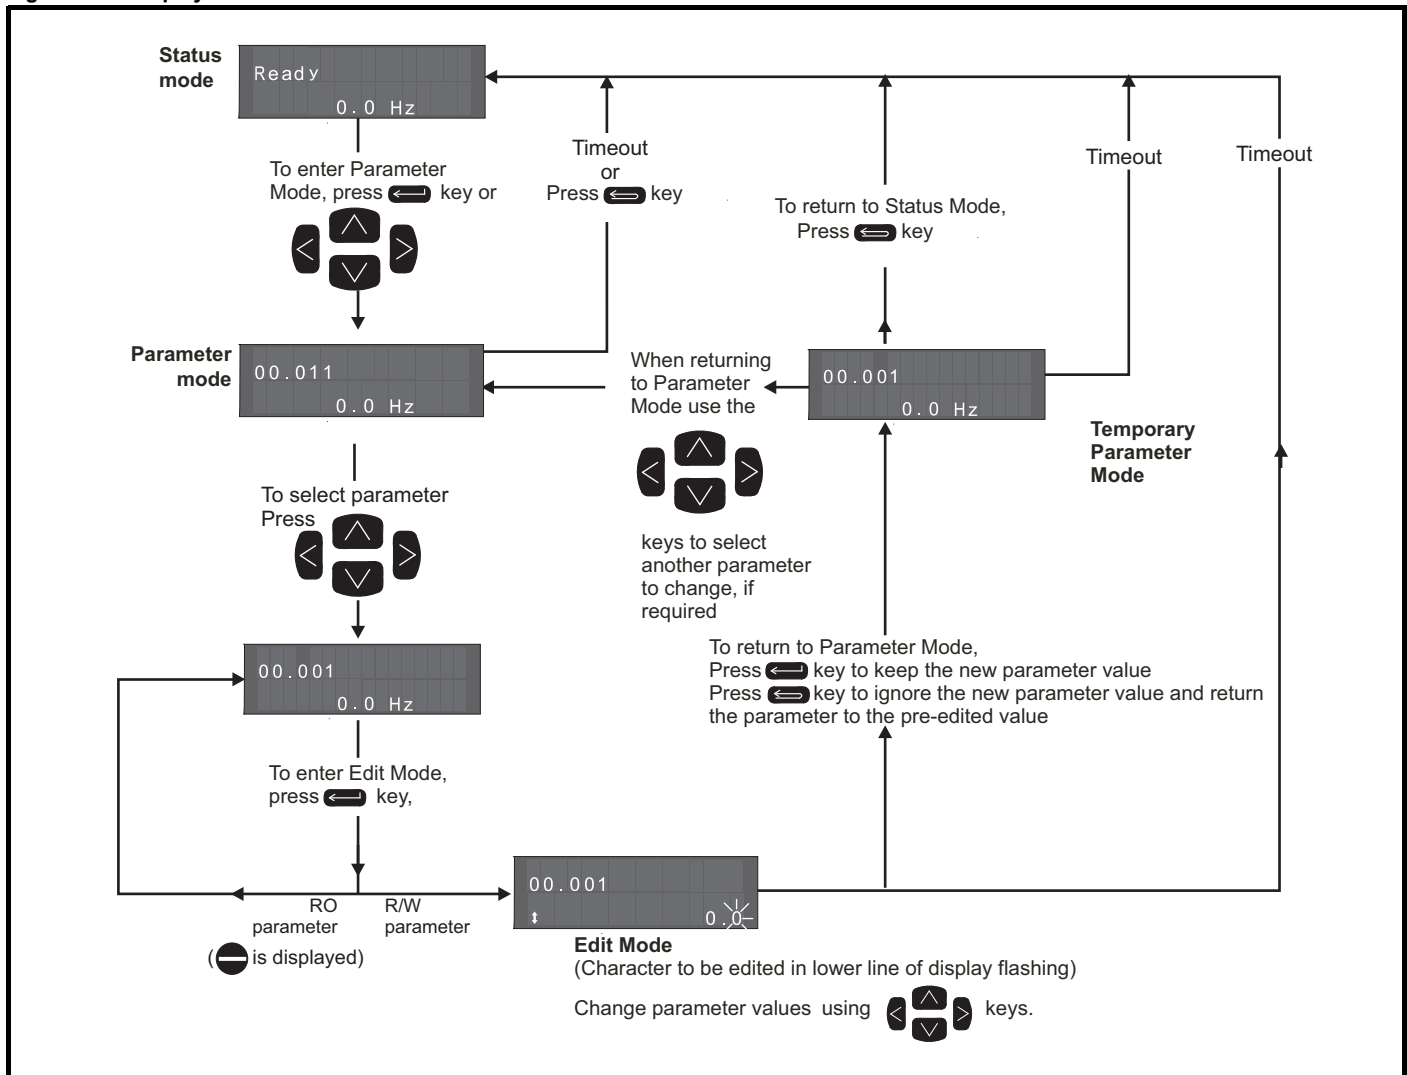 Status
mode
Ready
0.0 Hz
To enter Parameter
Mode, press key or
Timeout
or
Press key
To return to Status Mode,
Press key
Timeout
Timeout
Parameter
mode
00.011
0.0 Hz
When returning
to Parameter
Mode use the
keys to select
another parameter
to change, if
required
00.001
0.0 Hz
Temporary
Parameter
Mode
To select parameter
Press
00.001
0.0 Hz
To return to Parameter Mode,
Press key to keep the new parameter value
Press key to ignore the new parameter value and return
the parameter to the pre-edited value
To enter Edit Mode,
press key,
RO
parameter
( is displayed)
R/W
parameter
00.001
0.0
Edit Mode
(Character to be edited in lower line of display flashing)
Change parameter values using keys.